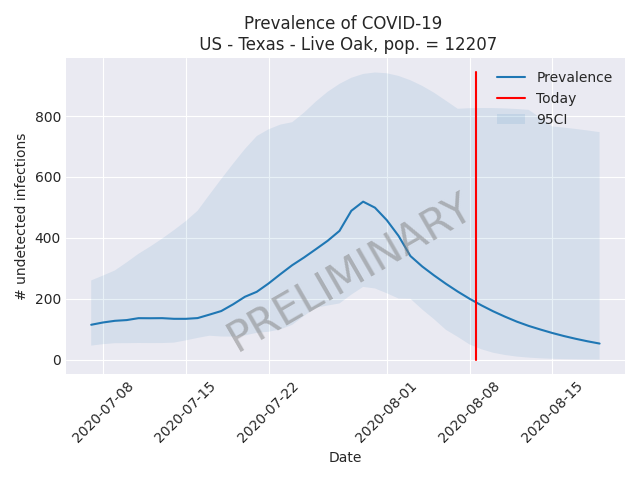 Prevalence of COVID-19
US - Texas - Live Oak, pop. = 12207
# undetected infections
800
600
400
200
0
Prevalence
Today
95CI
PRELIMINARY
2020-07-08
2020-07-15
2020-07-22
2020-08-01
2020-08-08
2020-08-15
Date